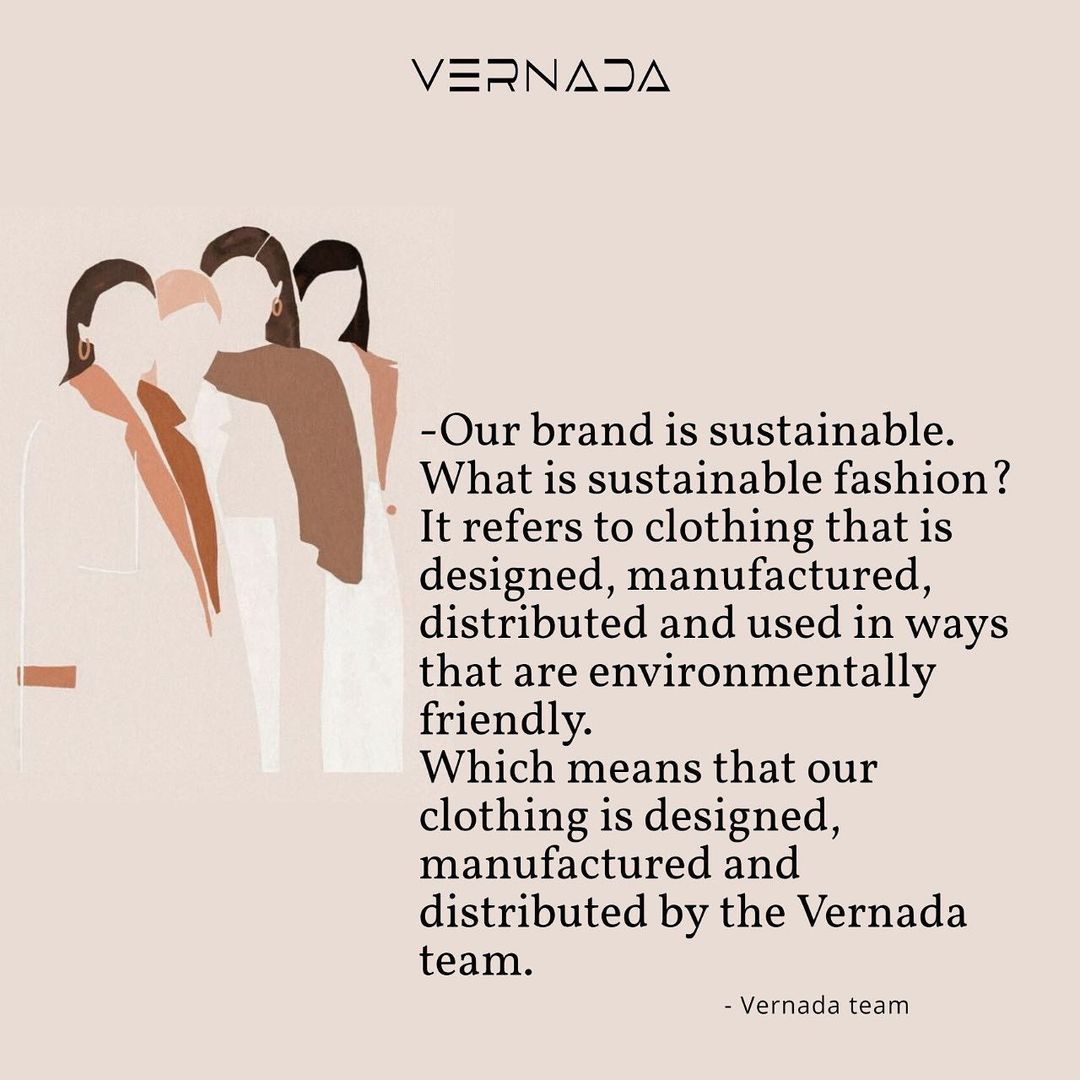 VERNADA
-Our brand is sustainable.
What is sustainable fashion?
It refers to clothing that is
designed, manufactured,
distributed and used in ways
that are environmentally
friendly.
Which means that our
clothing is designed,
manufactured and
distributed by the Vernada
team.
- Vernada team